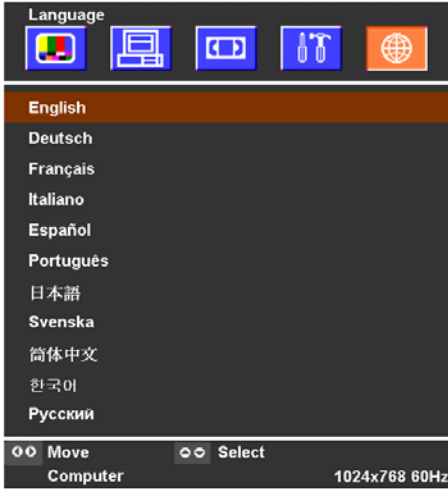 Language
English
Deutsch
Français
Italiano
Español
Português
日本語
Svenska
简体中文
한국어
Русский
Move Select
Computer 1024x768 60Hz